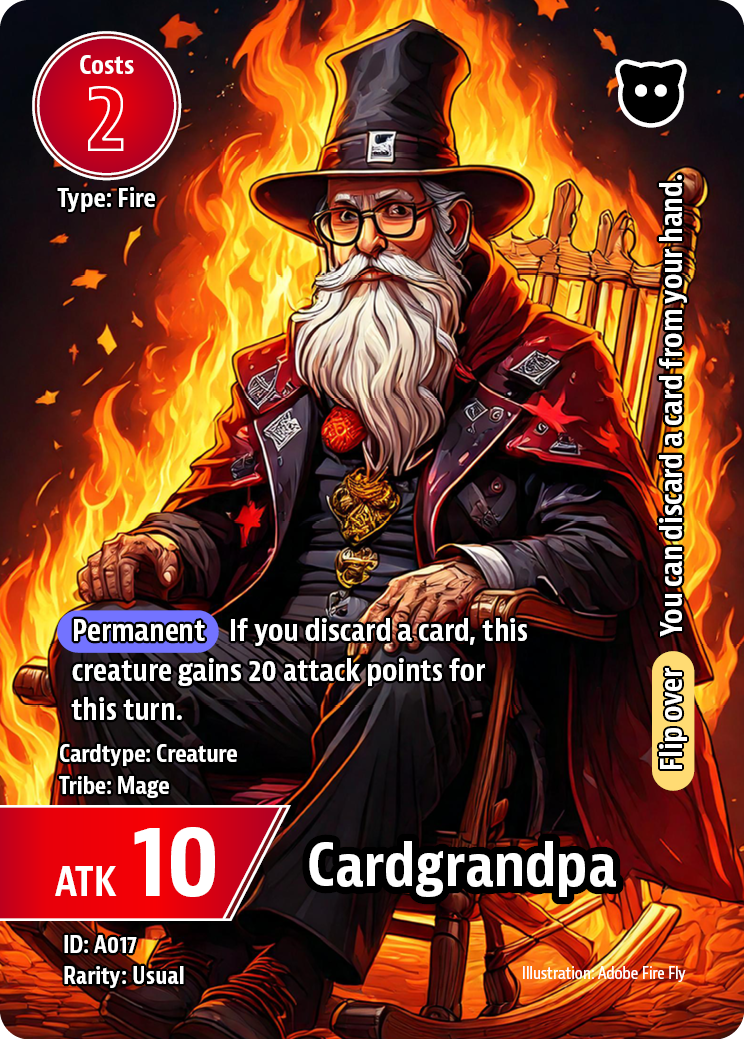 Costs
2
Type: Fire
Flip over You can discard a card from your hand.
Permanent If you discard a card, this
creature gains 20 attack points for
this turn.
Cardtype: Creature
Tribe: Mage
ATK 10
Cardgrandpa
ID: A017
Rarity: Usual
Illustration: Adobe Fire Fly